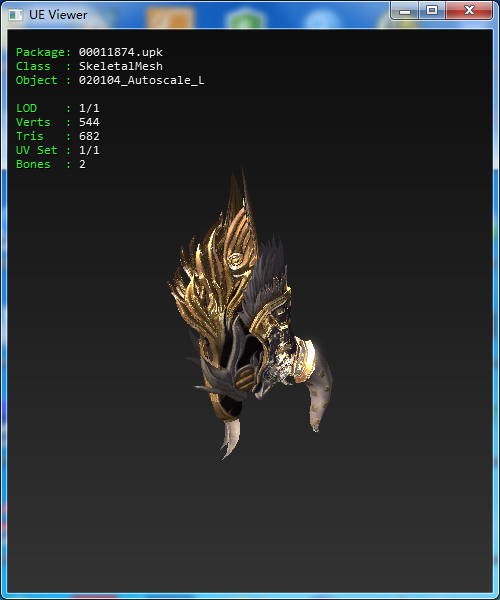 UE Viewer
Package: 00011874.upk
Class : SkeletalMesh
Object : 020104_Autoscale_L
LOD : 1/1
Verts : 544
Tris : 682
UV Set : 1/1
Bones : 2